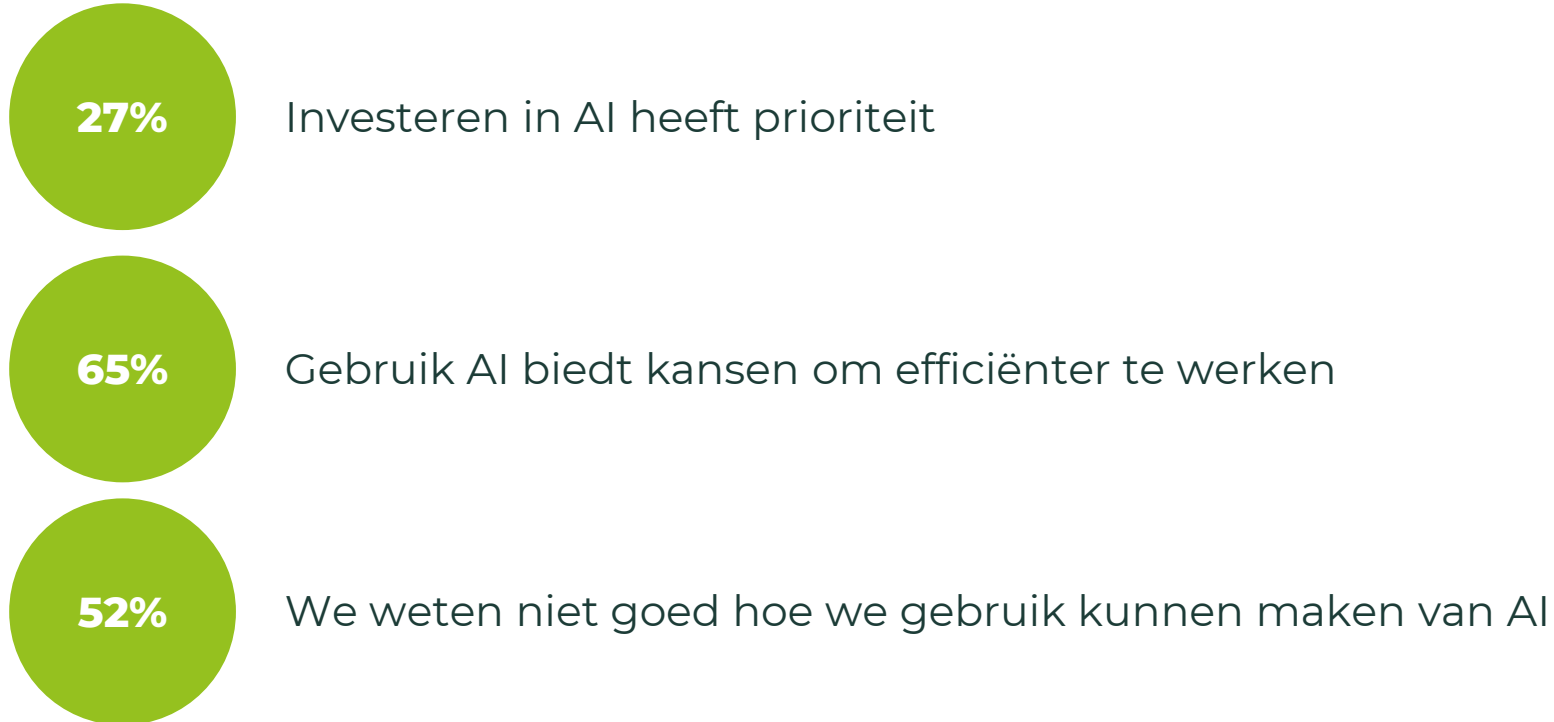 27%
Investeren in AI heeft prioriteit
65%
Gebruik AI biedt kansen om efficiënter te werken
52%
We weten niet goed hoe we gebruik kunnen maken van AI